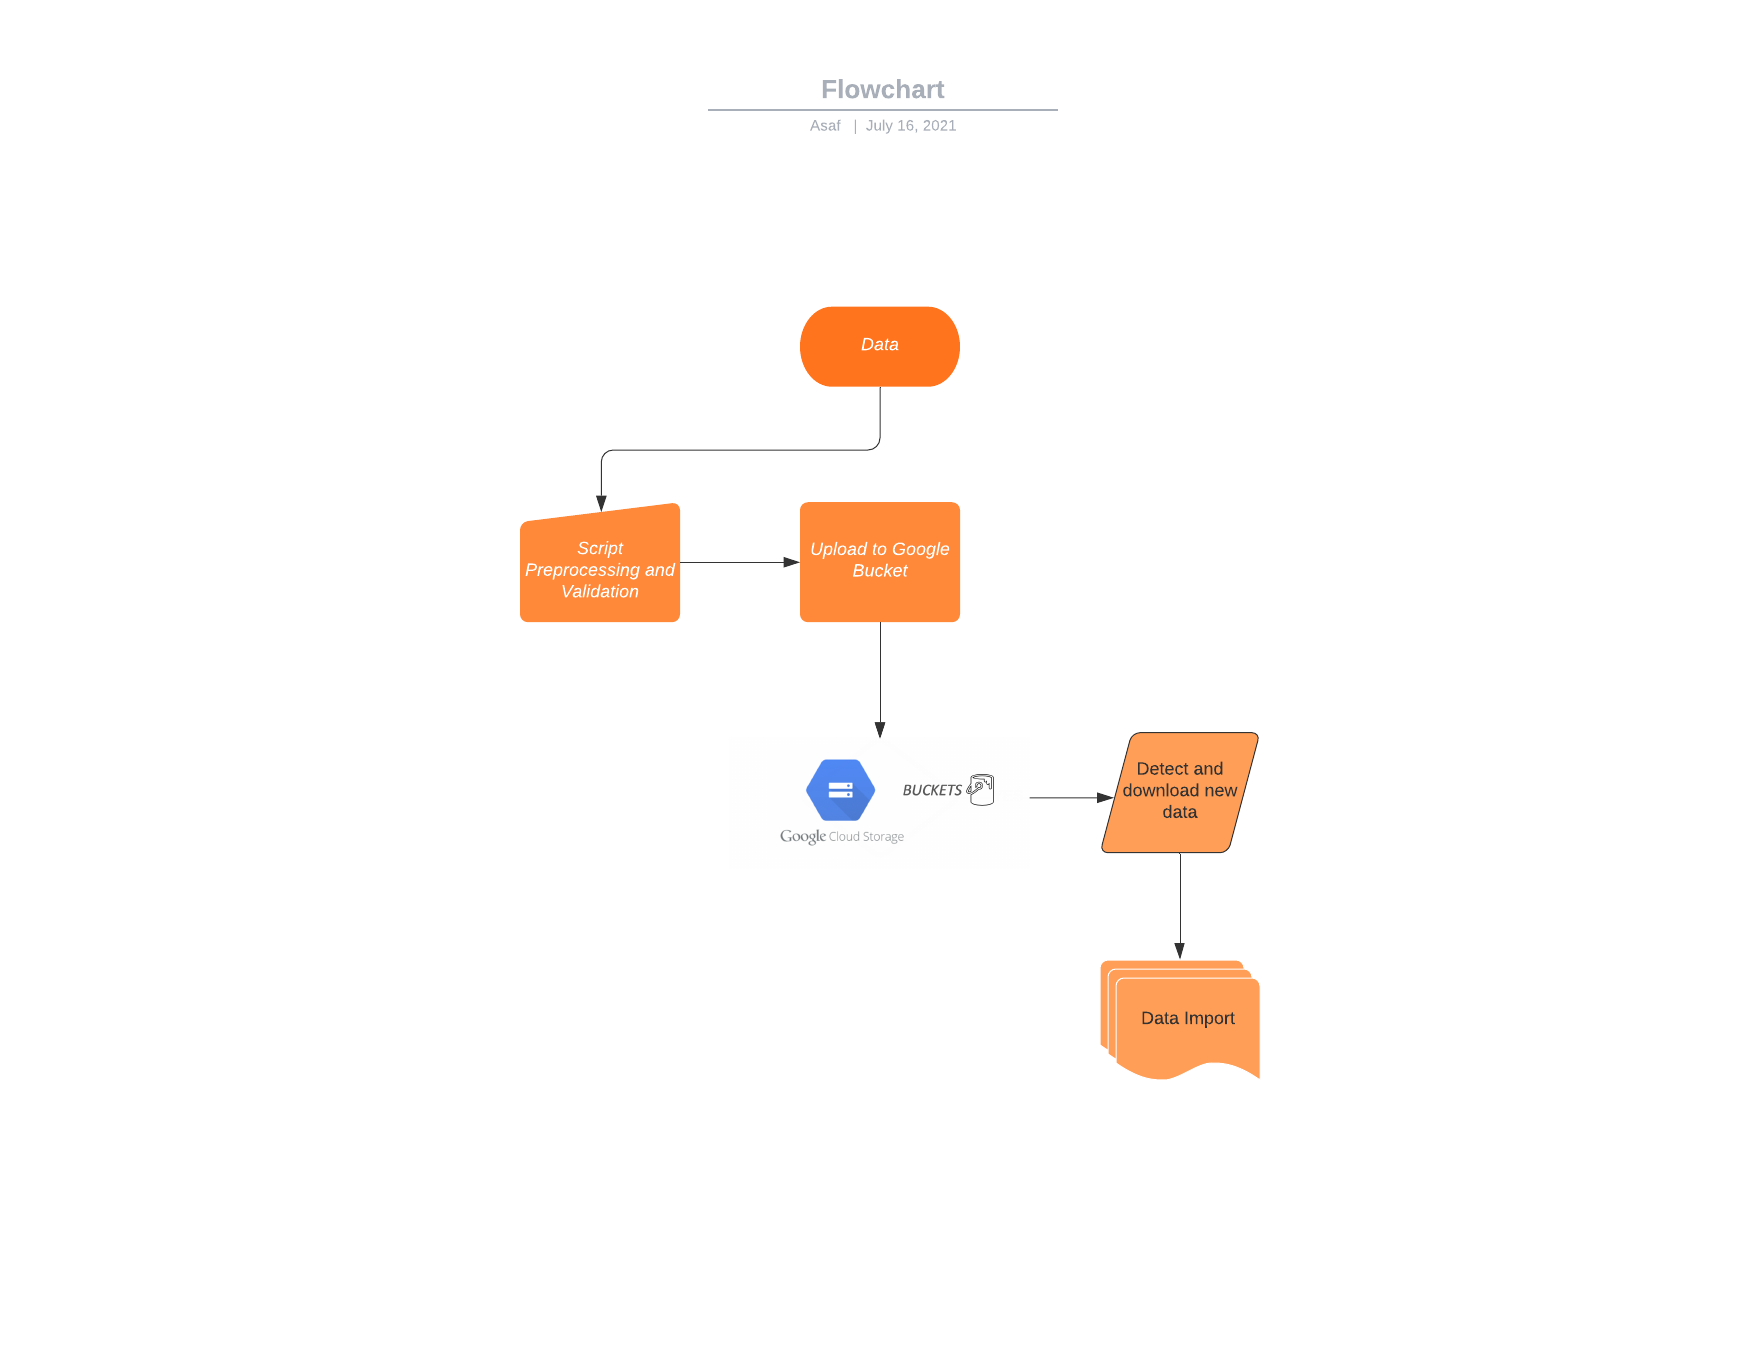 Flowchart
Asaf | July 16, 2021
Data
Script
Preprocessing and
Validation
Upload to Google
Bucket
BUCKETS
Google Cloud Storage
Detect and
download new
data
Data Import